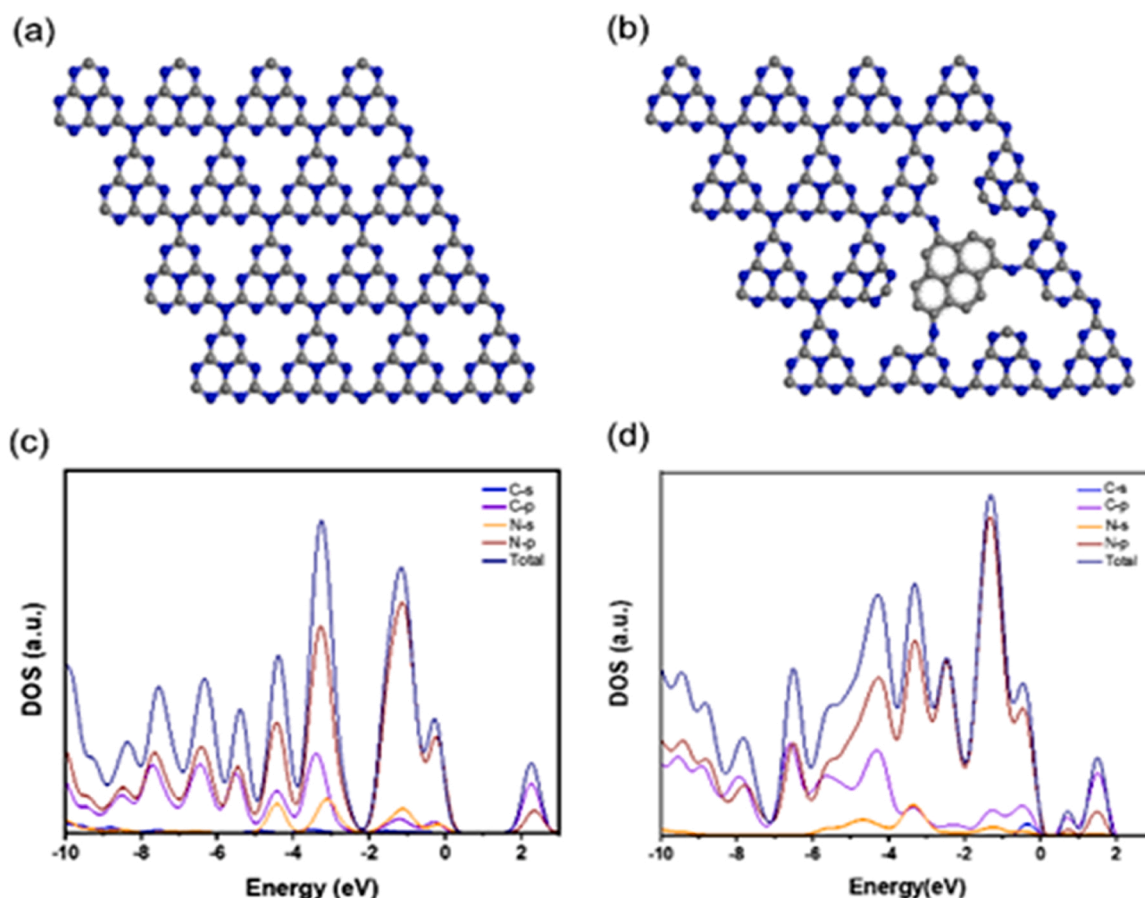 (a)
(b)
(c)
C-s
C-p
N-s
N-p
Total
DOS (a.u.)
-10 -8 -6 -4 -2 0 2
Energy (eV)
(d)
C-s
C-p
N-s
N-p
Total
DOS (a.u.)
-10 -8 -6 -4 -2 0 2
Energy(eV)